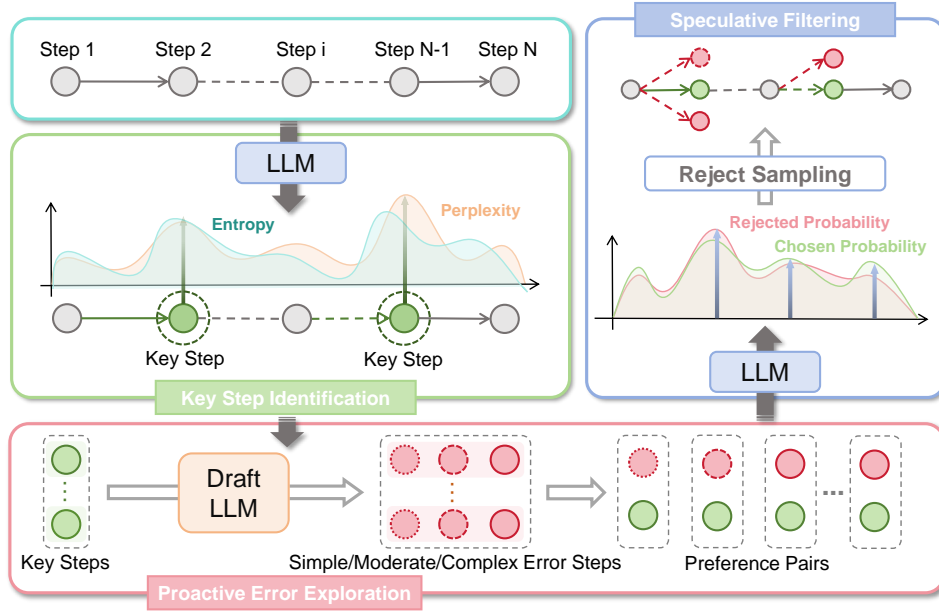 Step 1
Step 2
Step i
Step N-1
Step N
LLM
Entropy
Perplexity
Key Step
Key Step
Key Step Identification
Key Steps
Draft
LLM
Simple/Moderate/Complex Error Steps
...
Preference Pairs
Proactive Error Exploration
LLM
Rejected Probability
Chosen Probability
Reject Sampling
Speculative Filtering